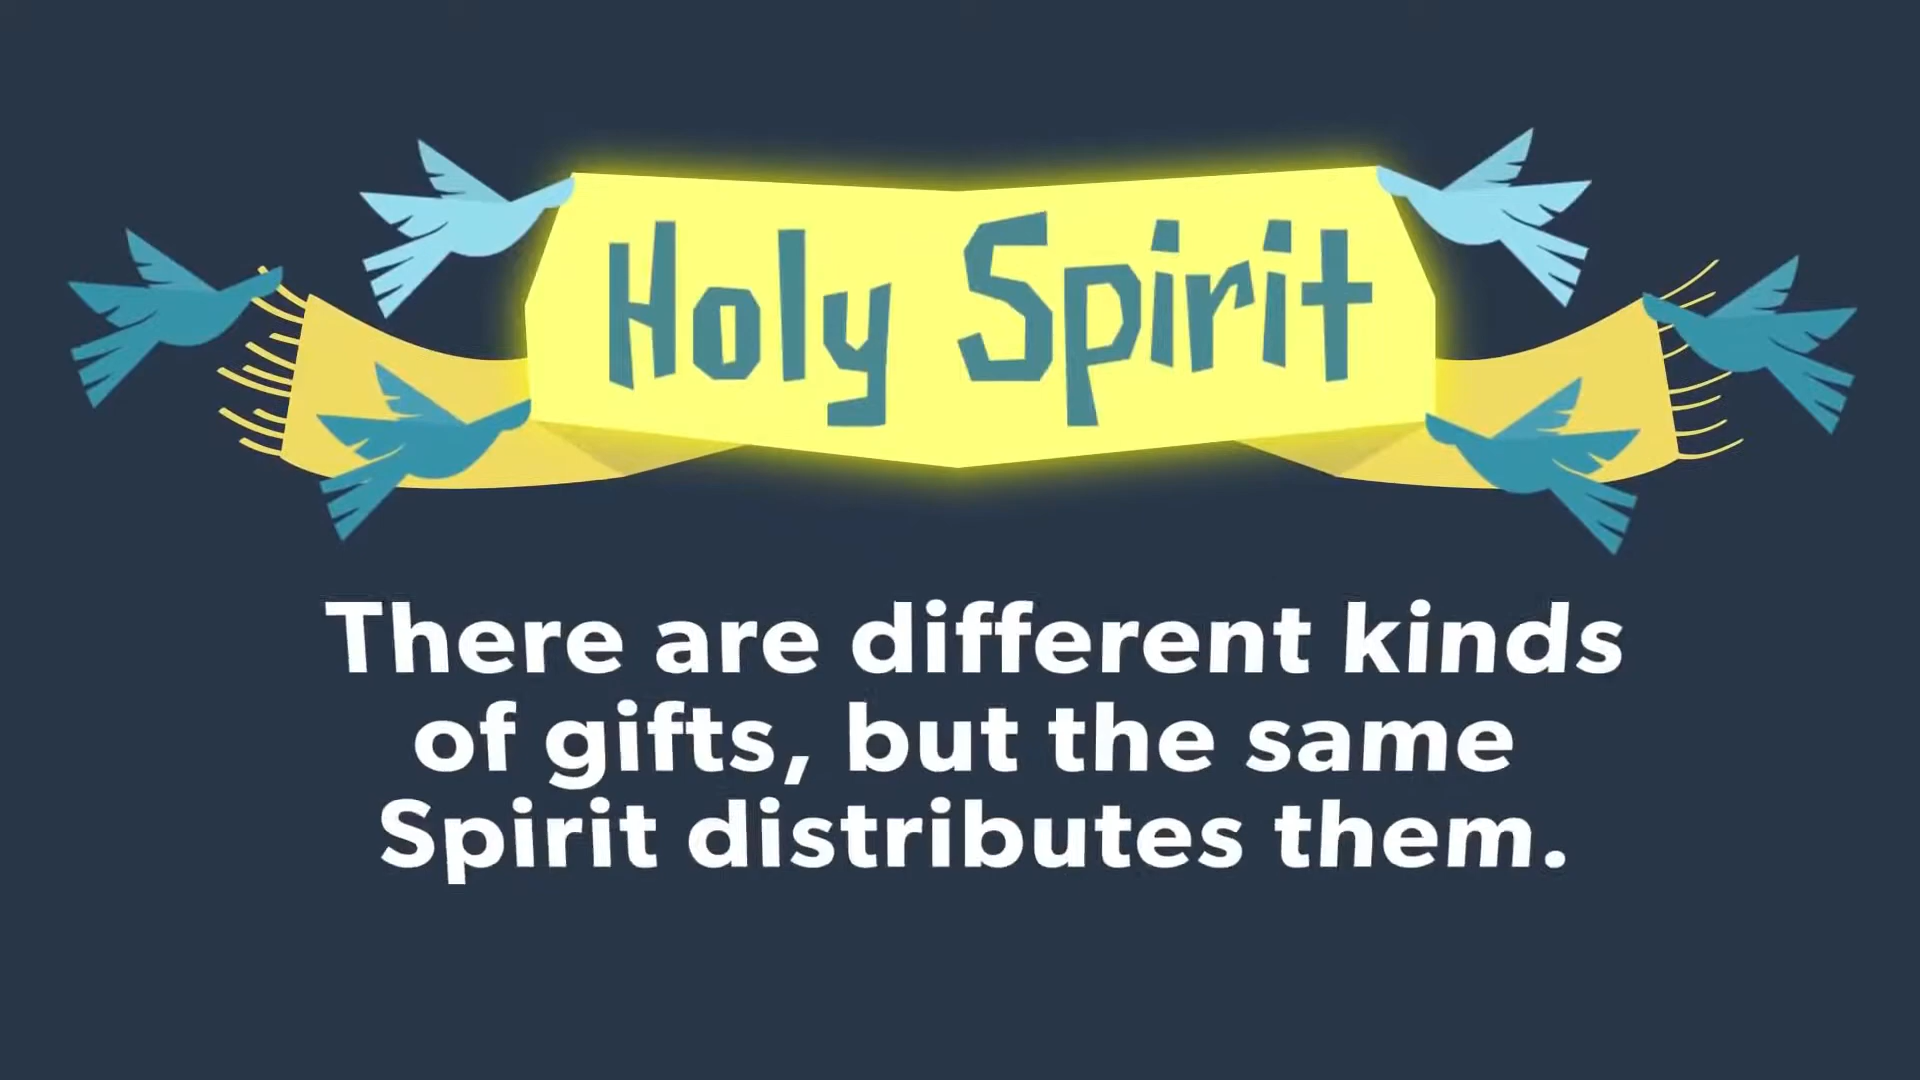 Holy Spirit
There are different kinds
of gifts, but the same
Spirit distributes them.